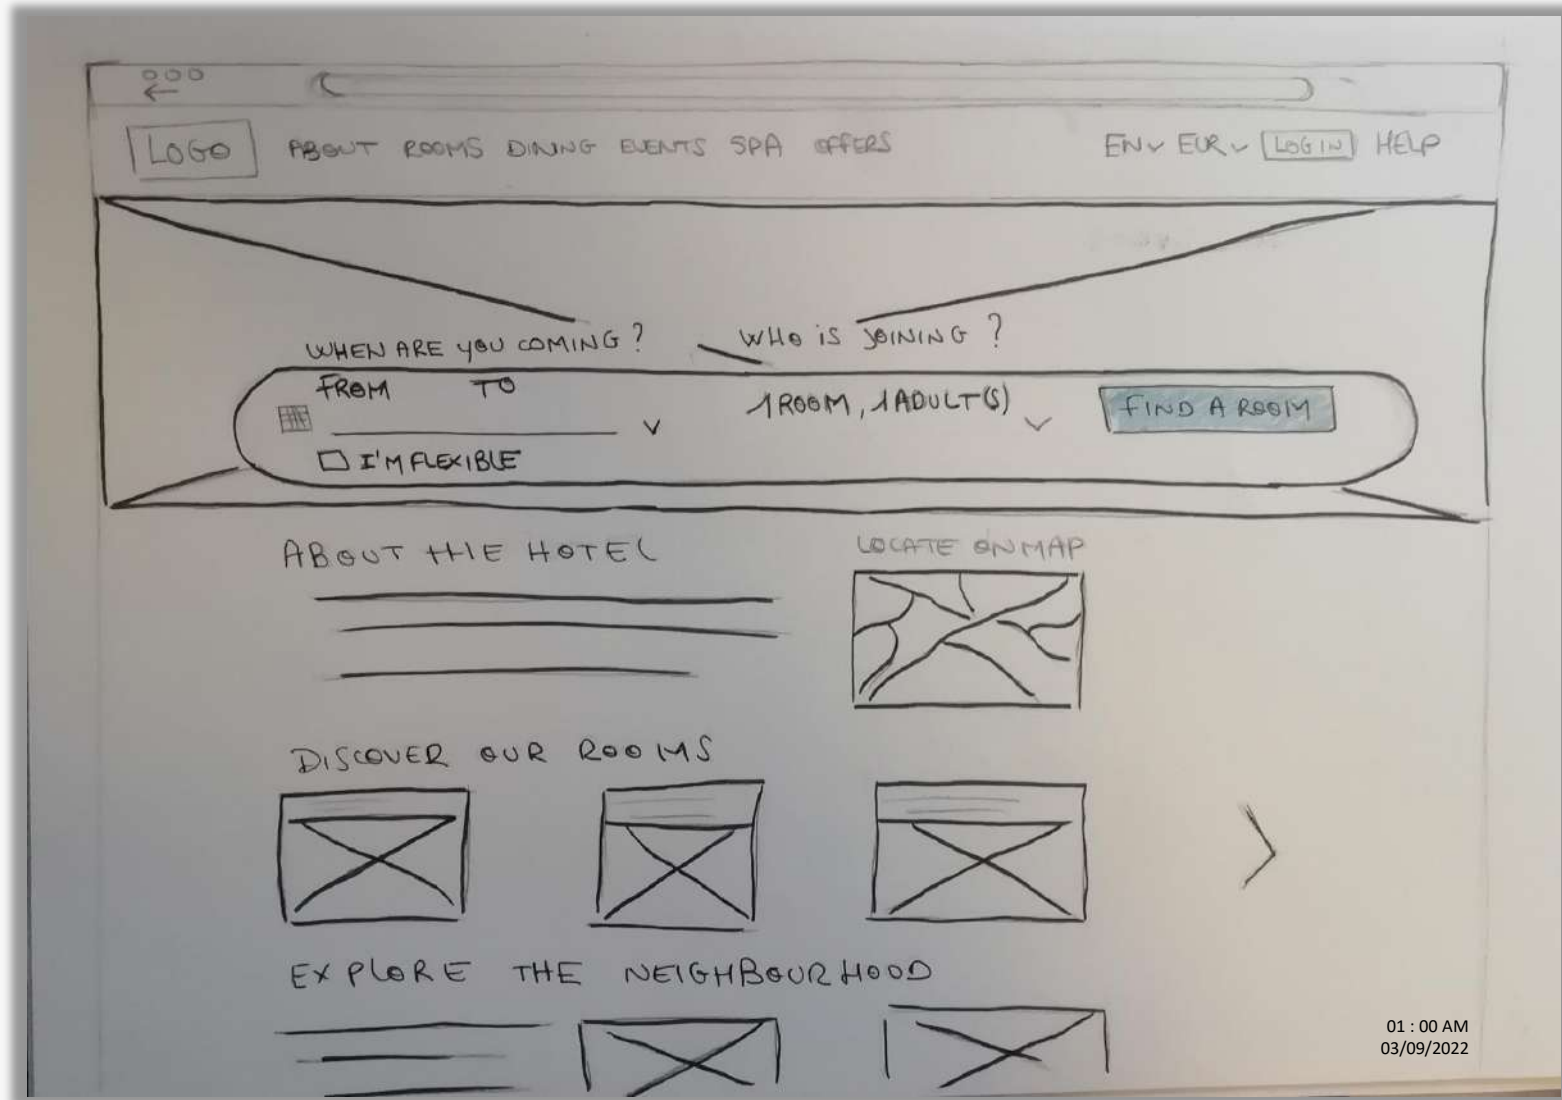 LOGO ABOUT ROOMS DINING EVENTS SPA OFFERS EN EUR LOG IN HELP
WHEN ARE YOU COMING? WHO IS JOINING?
FROM TO 1 ROOM, 1 ADULT(S) FIND A ROOM
I'M FLEXIBLE
ABOUT THE HOTEL LOCATE ON MAP
DISCOVER OUR ROOMS
EXPLORE THE NEIGHBOURHOOD
01 : 00 AM
03/09/2022